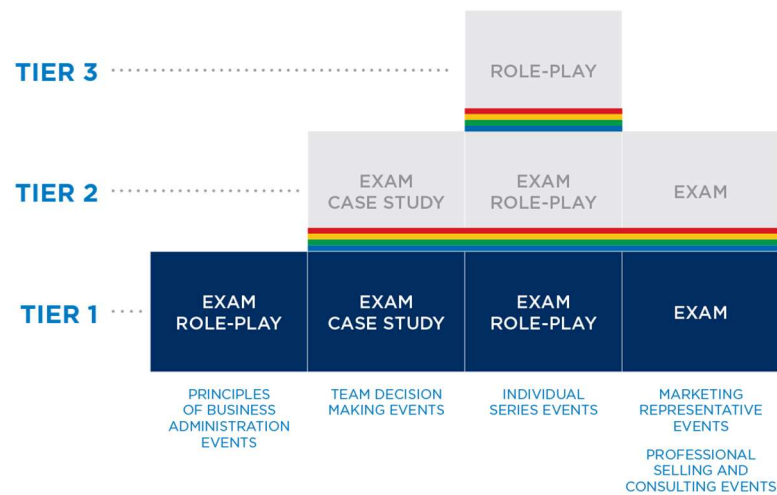 TIER 3
ROLE-PLAY
TIER 2
EXAM
CASE STUDY
EXAM
ROLE-PLAY
EXAM
TIER 1
EXAM
ROLE-PLAY
EXAM
CASE STUDY
EXAM
ROLE-PLAY
EXAM
PRINCIPLES
OF BUSINESS
ADMINISTRATION
EVENTS
TEAM DECISION
MAKING EVENTS
INDIVIDUAL
SERIES EVENTS
MARKETING
REPRESENTATIVE
EVENTS
PROFESSIONAL
SELLING AND
CONSULTING EVENTS